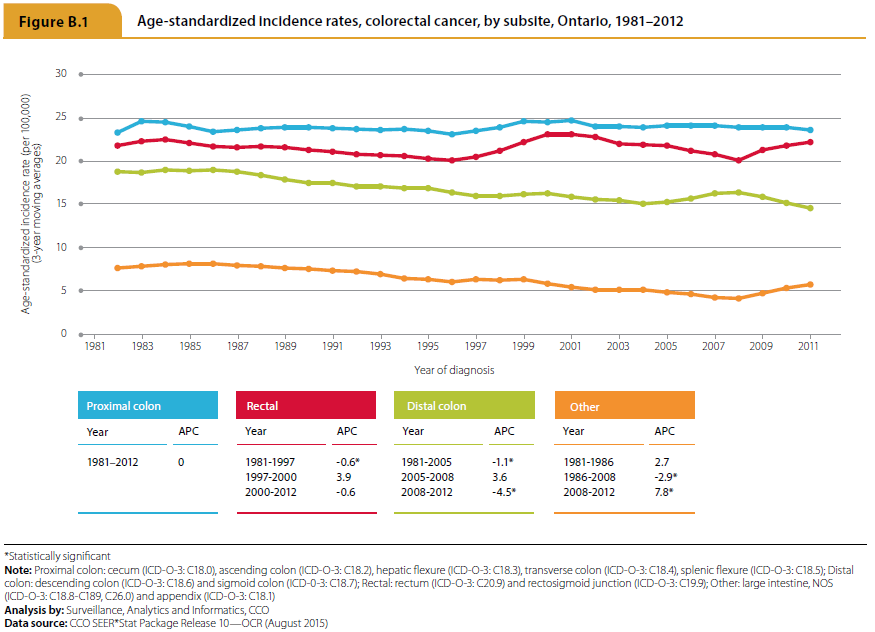 Figure B.1
Age-standardized incidence rates, colorectal cancer, by subsite, Ontario, 1981–2012
Age-standardized incidence rate (per 100,000)
(3-year moving averages)
30
25
20
15
10
5
0
1981 1983 1985 1987 1989 1991 1993 1995 1997 1999 2001 2003 2005 2007 2009 2011
Year of diagnosis
Proximal colon
Year APC
1981–2012 0
Rectal
Year APC
1981-1997 -0.6*
1997-2000 3.9
2000-2012 -0.6
Distal colon
Year APC
1981-2005 -1.1*
2005-2008 3.6
2008-2012 -4.5*
Other
Year APC
1981-1986 2.7
1986-2008 -2.9*
2008-2012 7.8*
*Statistically significant
Note: Proximal colon: cecum (ICD-O-3: C18.0), ascending colon (ICD-O-3: C18.2), hepatic flexure (ICD-O-3: C18.3), transverse colon (ICD-O-3: C18.4), splenic flexure (ICD-O-3: C18.5); Distal
colon: descending colon (ICD-O-3: C18.6) and sigmoid colon (ICD-O-3: C18.7); Rectal: rectum (ICD-O-3: C20.9) and rectosigmoid junction (ICD-O-3: C19.9); Other: large intestine, NOS
(ICD-O-3: C18.8-C189, C26.0) and appendix (ICD-O-3: C18.1)
Analysis by: Surveillance, Analytics and Informatics, CCO
Data source: CCO SEER*Stat Package Release 10—OCR (August 2015)